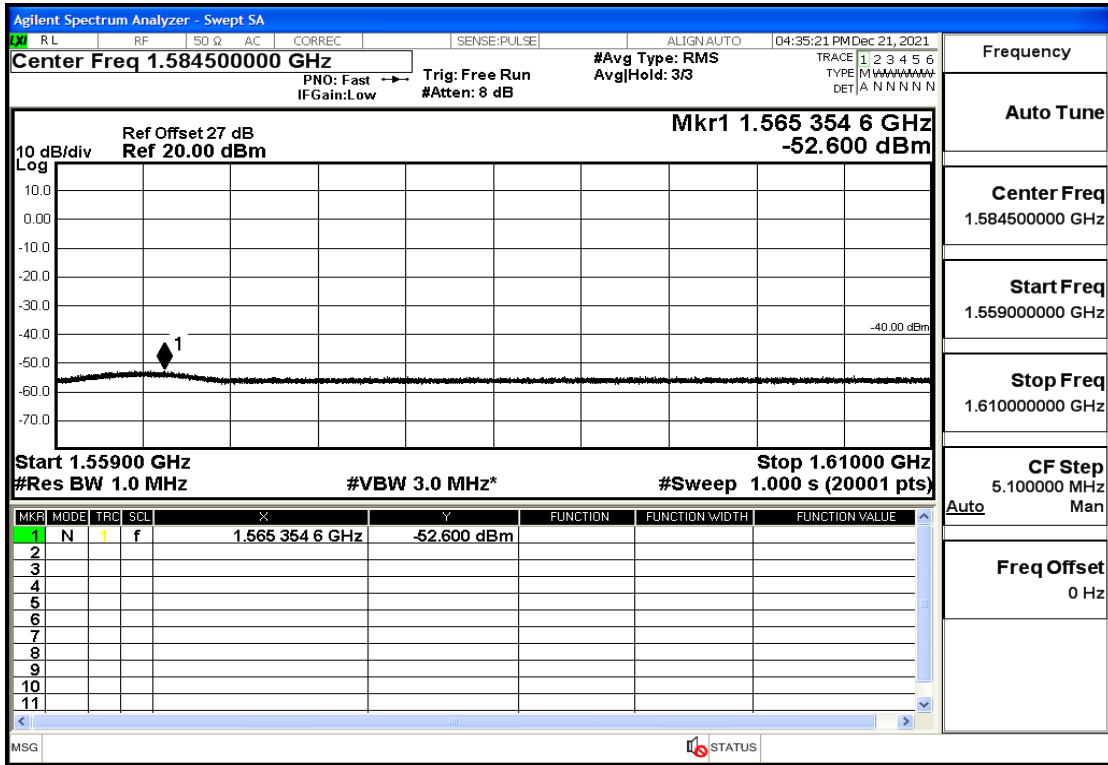 Agilent Spectrum Analyzer - Swept SA
LXI RL RF 50 Ω AC CORREC SENSE:PULSE ALIGN AUTO 04:35:21 PM Dec 21, 2021
Center Freq 1.584500000 GHz
PNO: Fast
IFGain:Low
Trig: Free Run
#Atten: 8 dB
#Avg Type: RMS
Avg|Hold: 3/3
TRACE 1 2 3 4 5 6
TYPE M WWWWW
DET A N N N N N
Ref Offset 27 dB
10 dB/div Ref 20.00 dBm
Log
Mkr1 1.565 354 6 GHz
-52.600 dBm
10.0
0.00
-10.0
-20.0
-30.0
-40.0
-50.0
-60.0
-70.0
-40.00 dBm
1
Start 1.55900 GHz Stop 1.61000 GHz
#Res BW 1.0 MHz #VBW 3.0 MHz* #Sweep 1.000 s (20001 pts)
MKR MODE TRC SCL X Y FUNCTION FUNCTION WIDTH FUNCTION VALUE
1 N 1 f 1.565 354 6 GHz -52.600 dBm
2
3
4
5
6
7
8
9
10
11
MSG STATUS
Frequency
Auto Tune
Center Freq
1.584500000 GHz
Start Freq
1.559000000 GHz
Stop Freq
1.610000000 GHz
CF Step
5.100000 MHz
Auto Man
Freq Offset
0 Hz